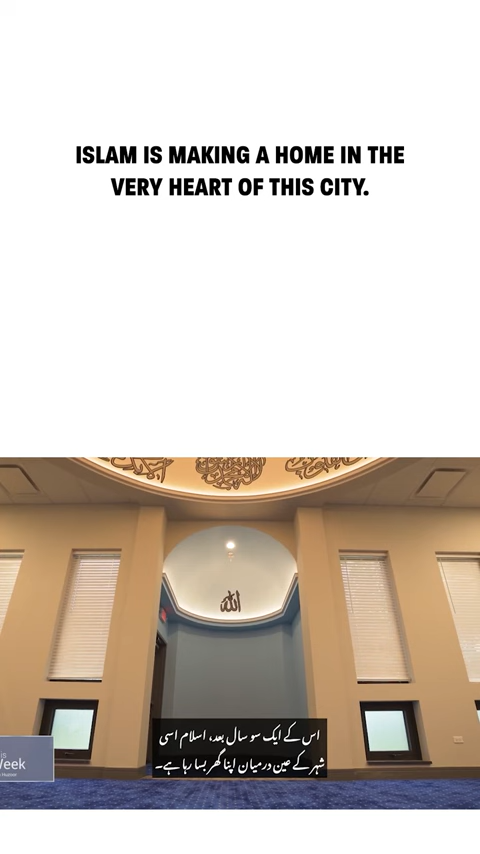 ISLAM IS MAKING A HOME IN THE
VERY HEART OF THIS CITY.
الله
اس کے ایک سو سال بعد، اسلام اسی
شہر کے عین درمیان اپنا گھر بسا رہا ہے۔
is
Week